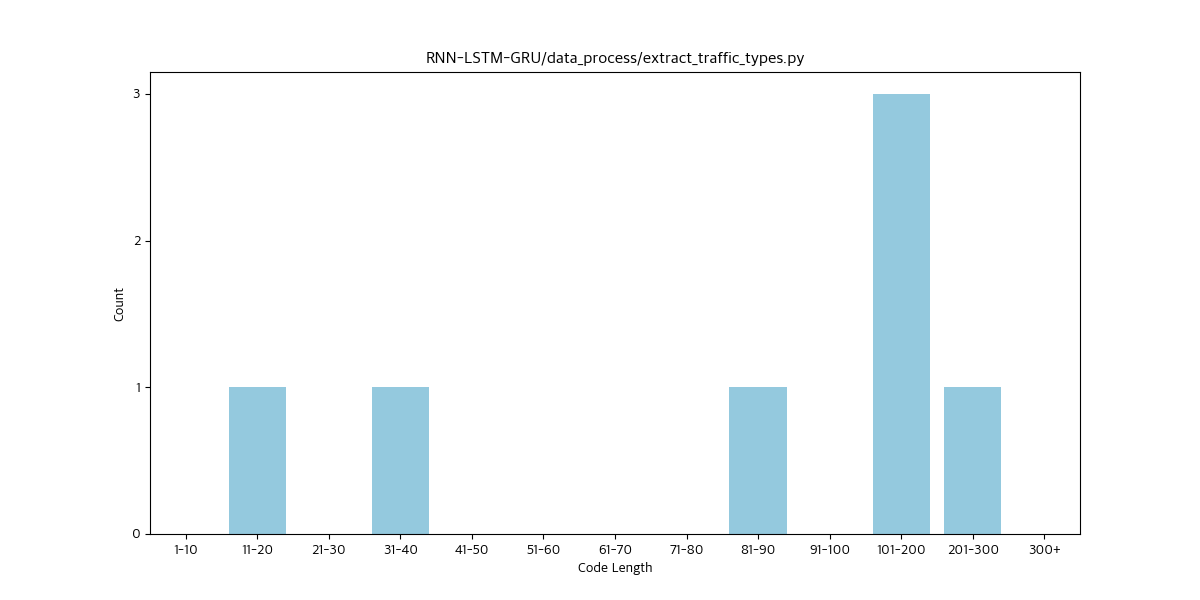 RNN-LSTM-GRU/data_process/extract_traffic_types.py
3
2
1
0
Count
1-10 11-20 21-30 31-40 41-50 51-60 61-70 71-80 81-90 91-100 101-200 201-300 300+
Code Length